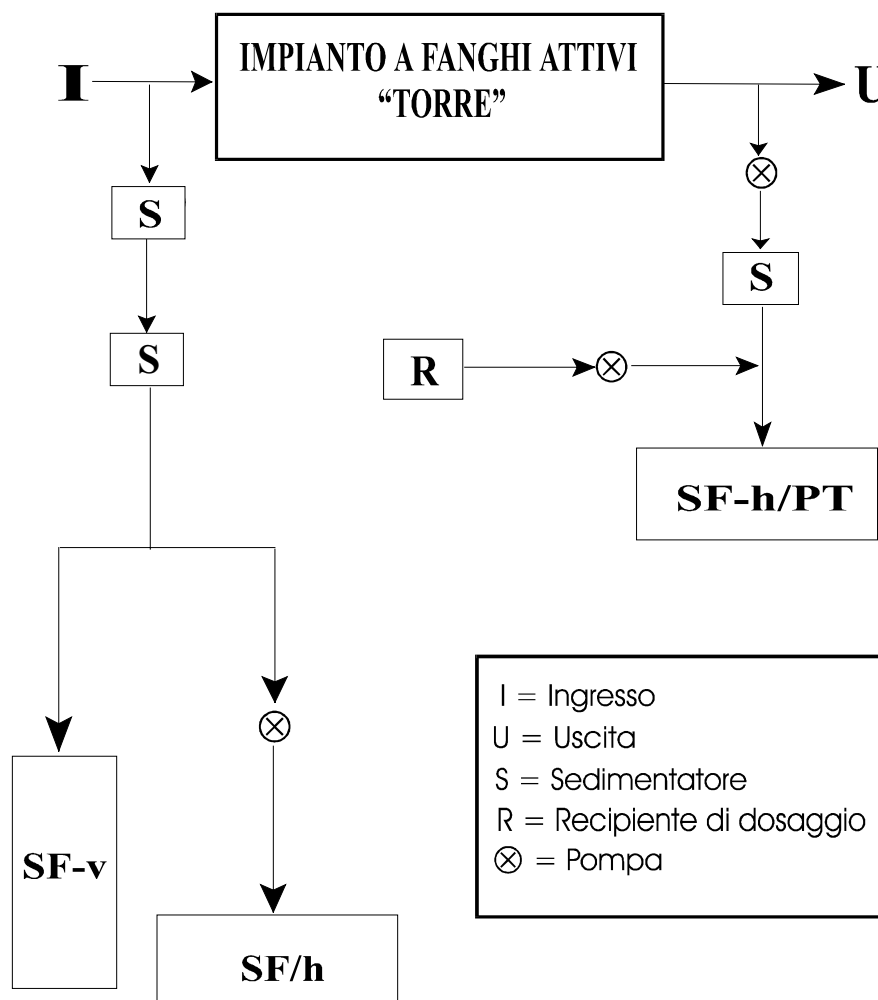 I
IMPIANTO A FANGHI ATTIVI
“TORRE”
U
S
S
S
R
SF-h/PT
SF-v
SF/h
I = Ingresso
U = Uscita
S = Sedimentatore
R = Recipiente di dosaggio
= Pompa